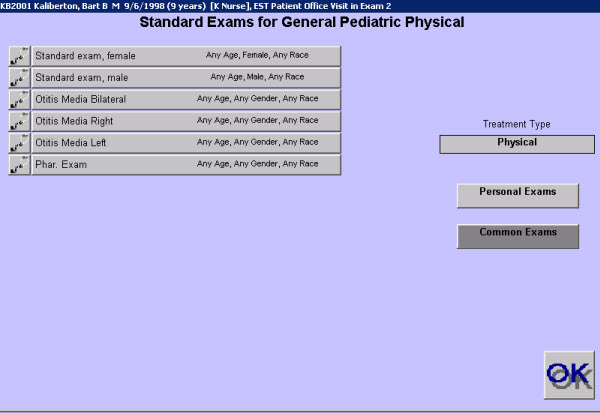 KB2001 Kaliberton, Bart B M 9/6/1998 (9 years) [K Nurse], EST Patient Office Visit in Exam 2
Standard Exams for General Pediatric Physical
Standard exam, female Any Age, Female, Any Race
Standard exam, male Any Age, Male, Any Race
Otitis Media Bilateral Any Age, Any Gender, Any Race
Otitis Media Right Any Age, Any Gender, Any Race
Otitis Media Left Any Age, Any Gender, Any Race
Phar. Exam Any Age, Any Gender, Any Race
Treatment Type
Physical
Personal Exams
Common Exams
OK